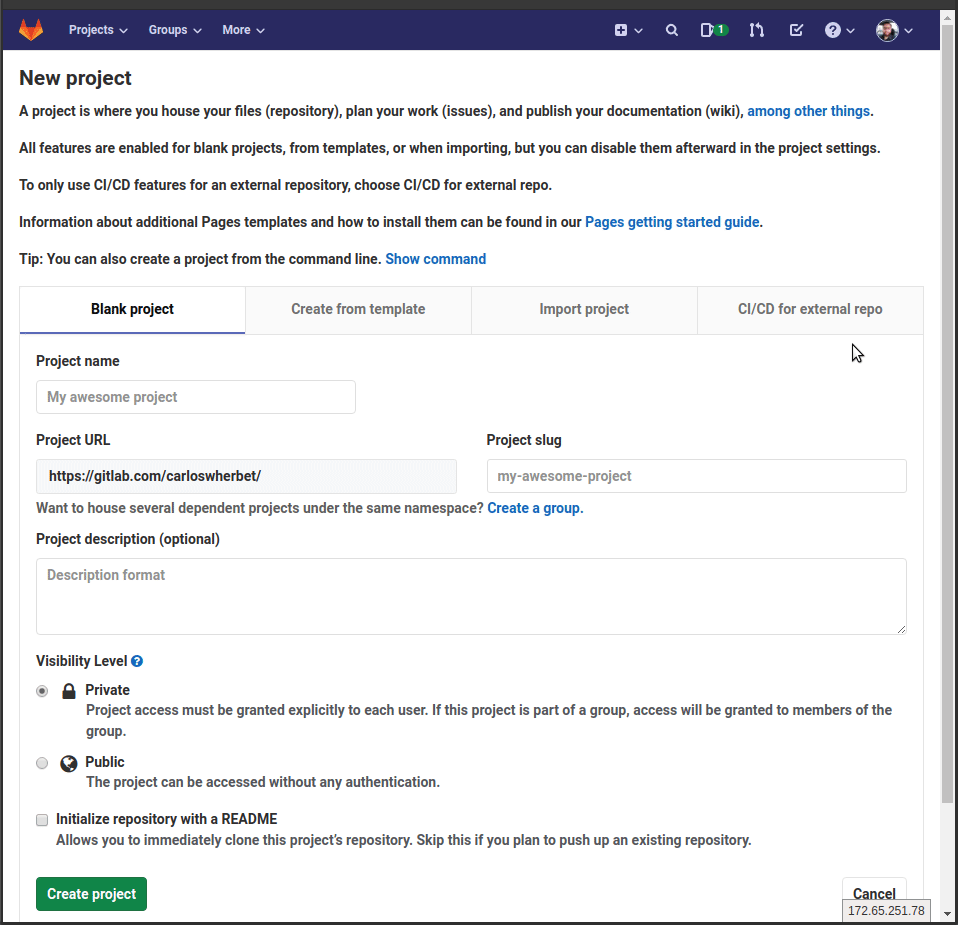 Projects Groups More 1
New project
A project is where you house your files (repository), plan your work (issues), and publish your documentation (wiki), among other things.
All features are enabled for blank projects, from templates, or when importing, but you can disable them afterward in the project settings.
To only use CI/CD features for an external repository, choose CI/CD for external repo.
Information about additional Pages templates and how to install them can be found in our Pages getting started guide.
Tip: You can also create a project from the command line. Show command
Blank project Create from template Import project CI/CD for external repo
Project name
My awesome project
Project URL Project slug
https://gitlab.com/carloswherbet/ my-awesome-project
Want to house several dependent projects under the same namespace? Create a group.
Project description (optional)
Description format
Visibility Level ?
Private
Project access must be granted explicitly to each user. If this project is part of a group, access will be granted to members of the
group.
Public
The project can be accessed without any authentication.
Initialize repository with a README
Allows you to immediately clone this project's repository. Skip this if you plan to push up an existing repository.
Create project Cancel
172.65.251.78